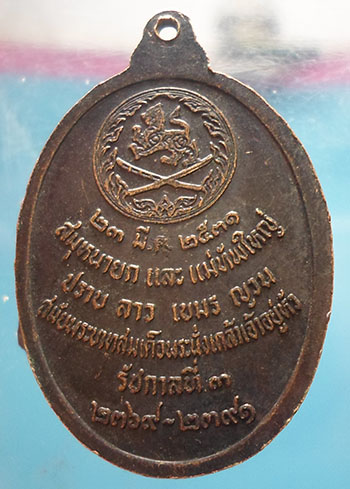 ๒๓ มี.ค ๒๕๓๑
สมุหนายก และ แม่ทัพใหญ่
ปราบ ลาว เขมร ญวน
สมัยพระบาทสมเด็จพระนั่งเกล้าเจ้าอยู่หัว
รัชกาลที่ ๓
๒๓๖๙-๒๓๙๑